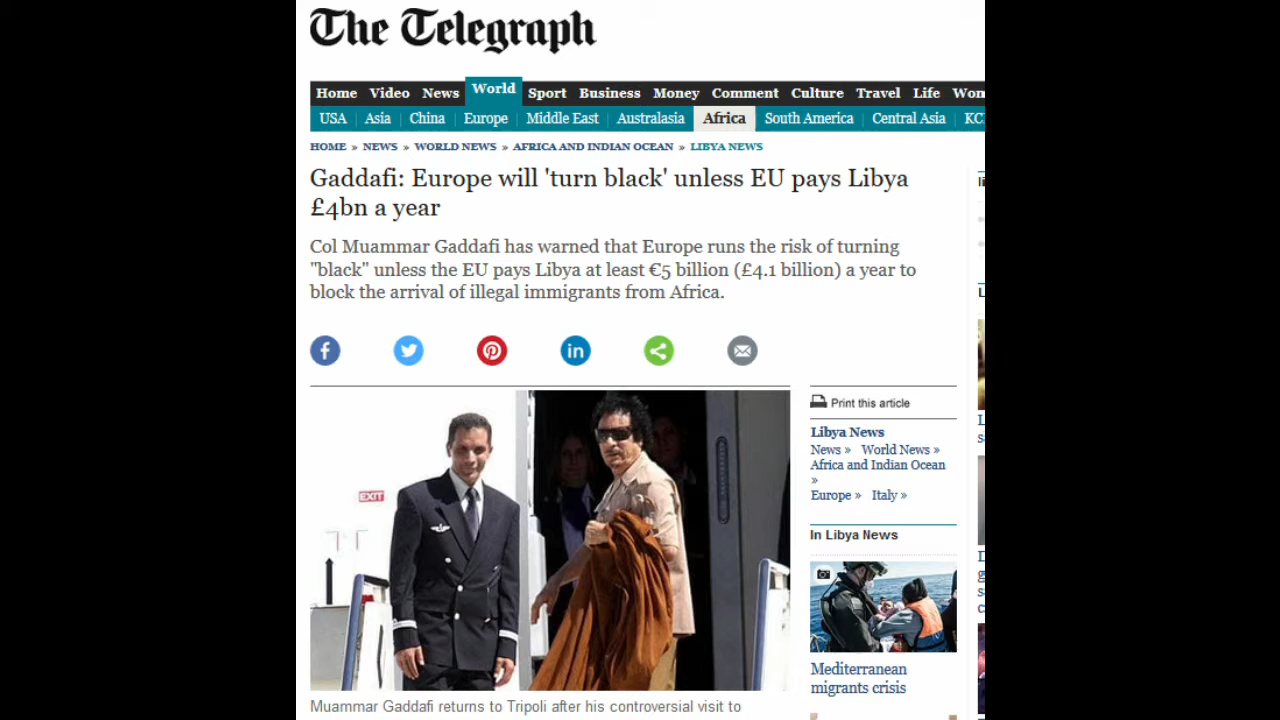 The Telegraph
Home Video News World Sport Business Money Comment Culture Travel Life
USA Asia China Europe Middle East Australasia Africa South America Central Asia KC
HOME » NEWS » WORLD NEWS » AFRICA AND INDIAN OCEAN » LIBYA NEWS
Gaddafi: Europe will 'turn black' unless EU pays Libya
£4bn a year
Col Muammar Gaddafi has warned that Europe runs the risk of turning
"black" unless the EU pays Libya at least €5 billion (£4.1 billion) a year to
block the arrival of illegal immigrants from Africa.
f in
EXIT
Muammar Gaddafi returns to Tripoli after his controversial visit to
Print this article
Libya News
News » World News »
Africa and Indian Ocean
»
Europe » Italy »
In Libya News
Mediterranean
migrants crisis